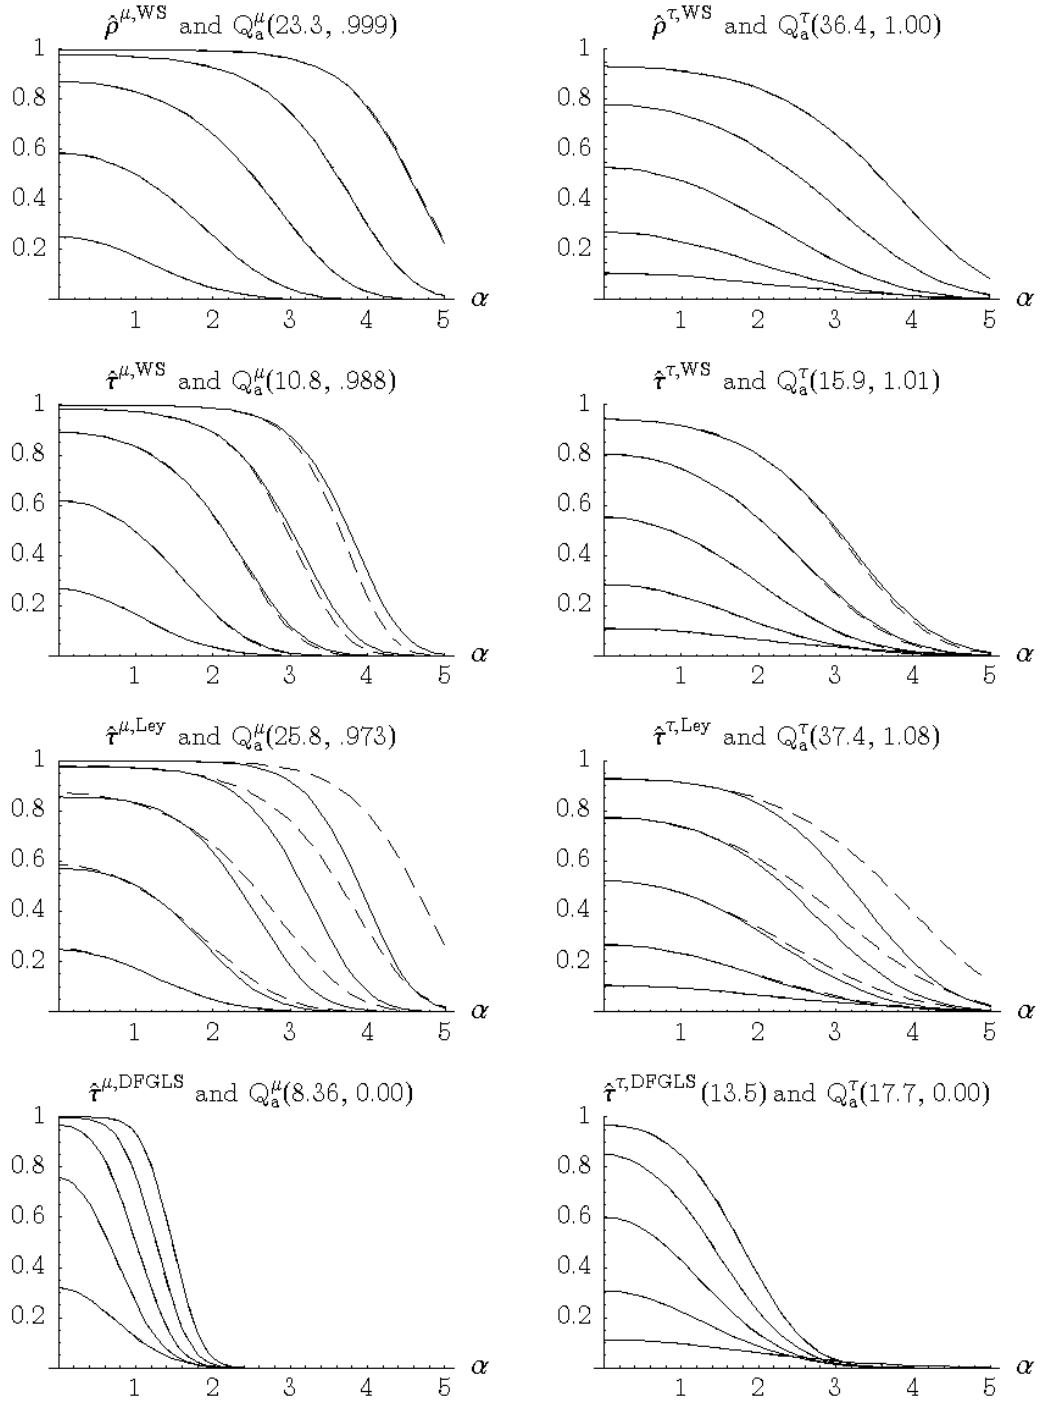 ρ̂^μ,WS and Q_a^μ(23.3, .999)
1
0.8
0.6
0.4
0.2
1 2 3 4 5 α
ρ̂^τ,WS and Q_a^τ(36.4, 1.00)
1
0.8
0.6
0.4
0.2
1 2 3 4 5 α
τ̂^μ,WS and Q_a^μ(10.8, .988)
1
0.8
0.6
0.4
0.2
1 2 3 4 5 α
τ̂^τ,WS and Q_a^τ(15.9, 1.01)
1
0.8
0.6
0.4
0.2
1 2 3 4 5 α
τ̂^μ,Ley and Q_a^μ(25.8, .973)
1
0.8
0.6
0.4
0.2
1 2 3 4 5 α
τ̂^τ,Ley and Q_a^τ(37.4, 1.08)
1
0.8
0.6
0.4
0.2
1 2 3 4 5 α
τ̂^μ,DFGLS and Q_a^μ(8.36, 0.00)
1
0.8
0.6
0.4
0.2
1 2 3 4 5 α
τ̂^τ,DFGLS(13.5) and Q_a^τ(17.7, 0.00)
1
0.8
0.6
0.4
0.2
1 2 3 4 5 α